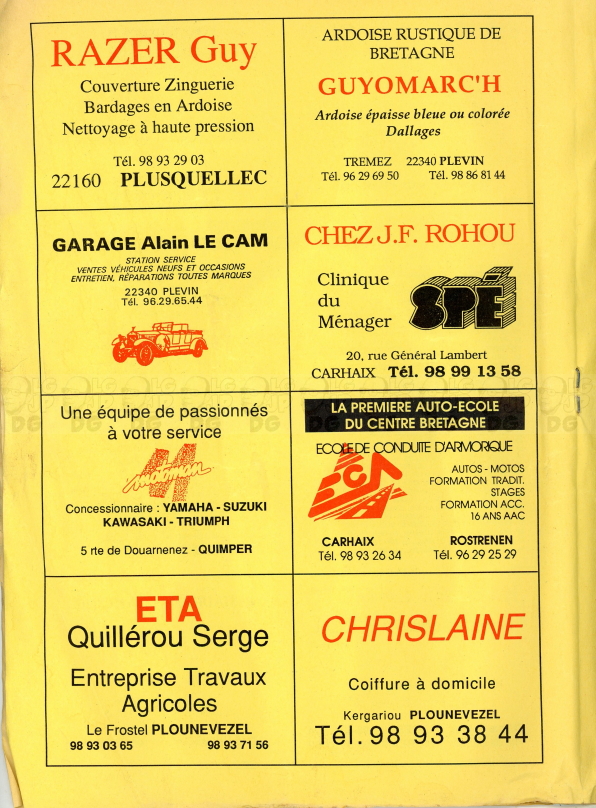 RAZER Guy
Couverture Zinguerie
Bardages en Ardoise
Nettoyage à haute pression
Tél. 98 93 29 03
22160 PLUSQUELLEC
ARDOISE RUSTIQUE DE
BRETAGNE
GUYOMARC'H
Ardoise épaisse bleue ou colorée
Dallages
TREMEZ 22340 PLEVIN
Tél. 96 29 69 50 Tél. 98 86 81 44
GARAGE Alain LE CAM
STATION SERVICE
VENTES VÉHICULES NEUFS ET OCCASIONS
ENTRETIEN, RÉPARATIONS TOUTES MARQUES
22340 PLEVIN
Tél. 96.29.65.44
CHEZ J.F. ROHOU
Clinique
du
Ménager
SPÉ
20, rue Général Lambert
CARHAIX Tél. 98 99 13 58
Une équipe de passionnés
à votre service
Concessionnaire : YAMAHA - SUZUKI
KAWASAKI - TRIUMPH
5 rte de Douarnenez - QUIMPER
LA PREMIERE AUTO-ECOLE
DU CENTRE BRETAGNE
ECOLE DE CONDUITE D'ARMORIQUE
ECA
AUTOS - MOTOS
FORMATION TRADIT.
STAGES
FORMATION ACC.
16 ANS AAC
CARHAIX ROSTRENEN
Tél. 98 93 26 34 Tél. 96 29 25 29
ETA
Quillérou Serge
Entreprise Travaux
Agricoles
Le Frostel PLOUNEVEZEL
98 93 03 65 98 93 71 56
CHRISLAINE
Coiffure à domicile
Kergariou PLOUNEVEZEL
Tél. 98 93 38 44